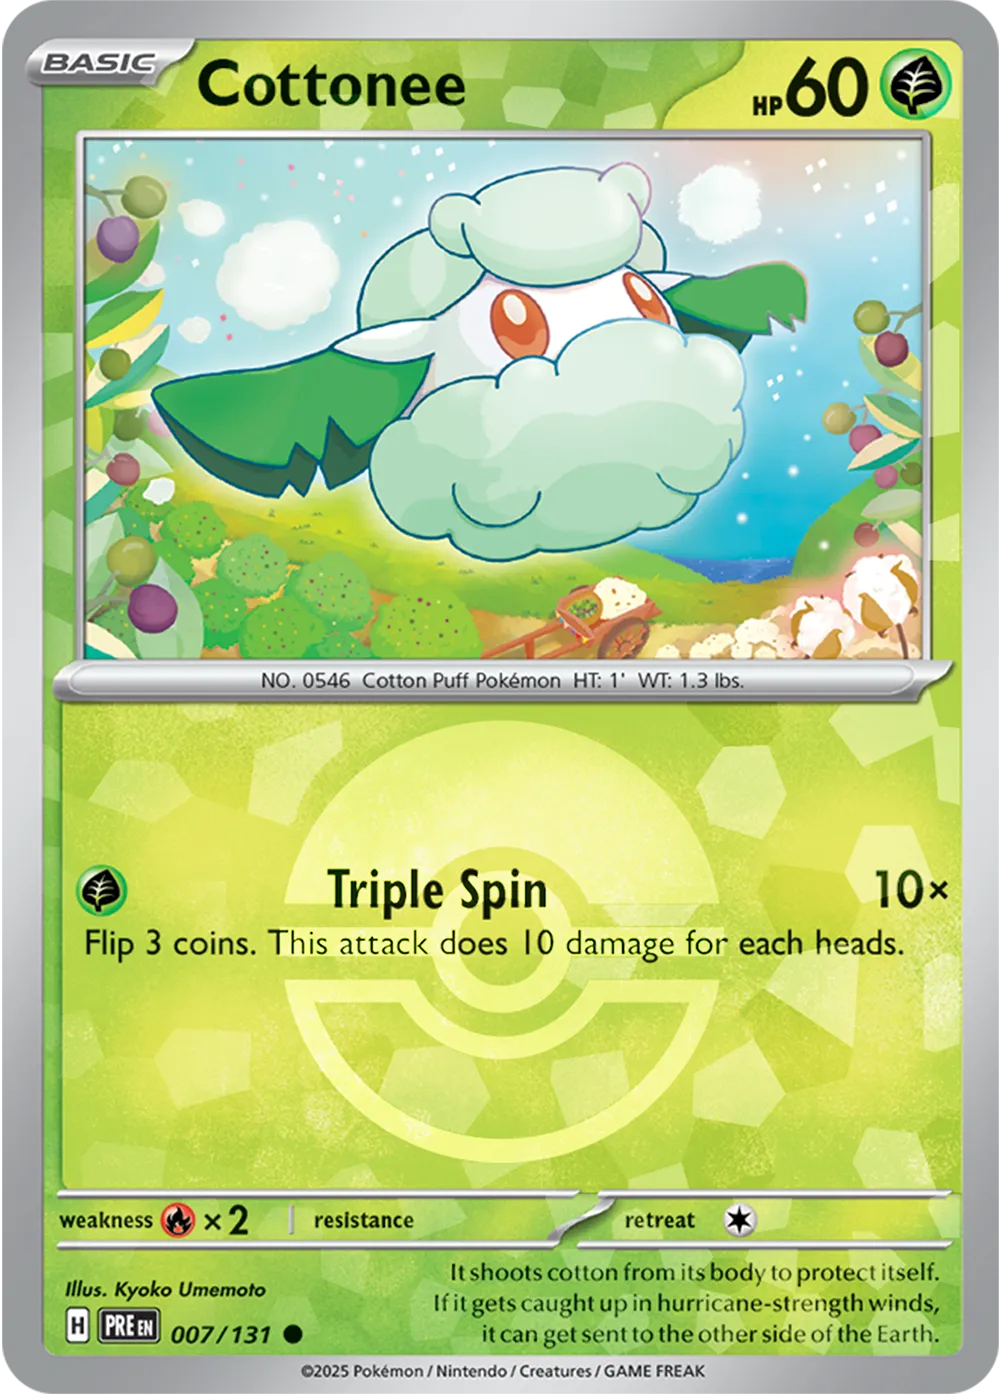 BASIC
Cottonee
HP 60
NO. 0546 Cotton Puff Pokémon HT: 1' WT: 1.3 lbs.
Triple Spin 10×
Flip 3 coins. This attack does 10 damage for each heads.
weakness × 2 resistance retreat
Illus. Kyoko Umemoto
It shoots cotton from its body to protect itself.
If it gets caught up in hurricane-strength winds,
it can get sent to the other side of the Earth.
H PRE EN 007/131
©2025 Pokémon / Nintendo / Creatures / GAME FREAK